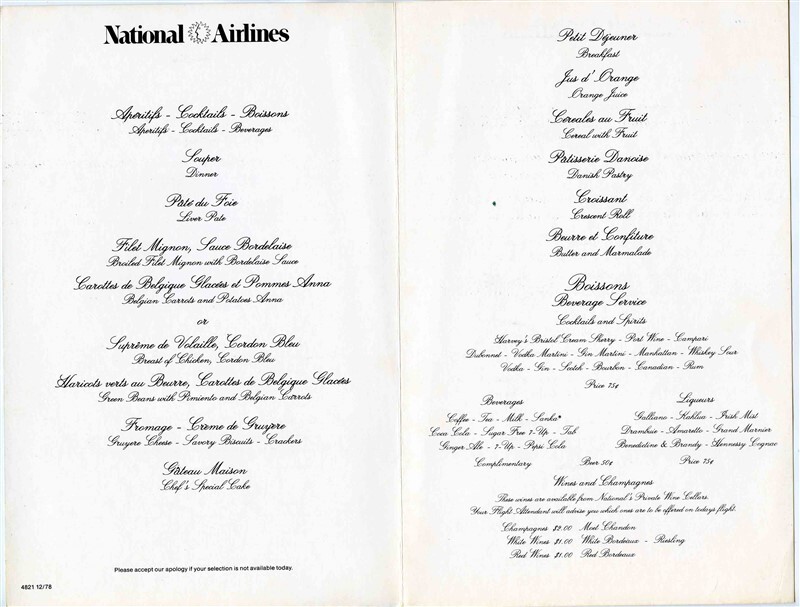 National Airlines
Apéritifs - Cocktails - Boissons
Aperitifs - Cocktails - Beverages
Souper
Dinner
Pâté du Foie
Liver Pate
Filet Mignon, Sauce Bordelaise
Broiled Filet Mignon with Bordelaise Sauce
Carottes de Belgique Glacées et Pommes Anna
Belgian Carrots and Potatoes Anna
or
Suprême de Volaille, Cordon Bleu
Breast of Chicken, Cordon Bleu
Haricots verts au Beurre, Carottes de Belgique Glacées
Green Beans with Pimiento and Belgian Carrots
Fromage - Crème de Gruyere
Gruyere Cheese - Savory Biscuits - Crackers
Gâteau Maison
Chef's Special Cake
Please accept our apology if your selection is not available today.
4821 12/78
Petit Déjeuner
Breakfast
Jus d'Orange
Orange Juice
Céréales au Fruit
Cereal with Fruit
Pâtisserie Danoise
Danish Pastry
Croissant
Crescent Roll
Beurre et Confiture
Butter and Marmalade
Boissons
Beverage Service
Cocktails and Spirits
Harvey's Bristol Cream Sherry - Port Wine - Campari
Dubonnet - Vodka Martini - Gin Martini - Manhattan - Whiskey Sour
Vodka - Gin - Scotch - Bourbon - Canadian - Rum
Price 75¢
Beverages
Coffee - Tea - Milk - Sanka*
Coca Cola - Sugar Free 7-Up - Tab
Ginger Ale - 7-Up - Pepsi Cola
Complimentary
Beer 50¢
Liqueurs
Galliano - Kahlua - Irish Mist
Drambuie - Amaretto - Grand Marnier
Benedictine & Brandy - Hennessy Cognac
Price 75¢
Wines and Champagnes
These wines are available from National's Private Wine Cellars.
Your Flight Attendant will advise you which ones are to be offered on todays flight.
Champagnes $2.00 Moet Chandon
White Wines $1.00 White Bordeaux - Riesling
Red Wines $1.00 Red Bordeaux